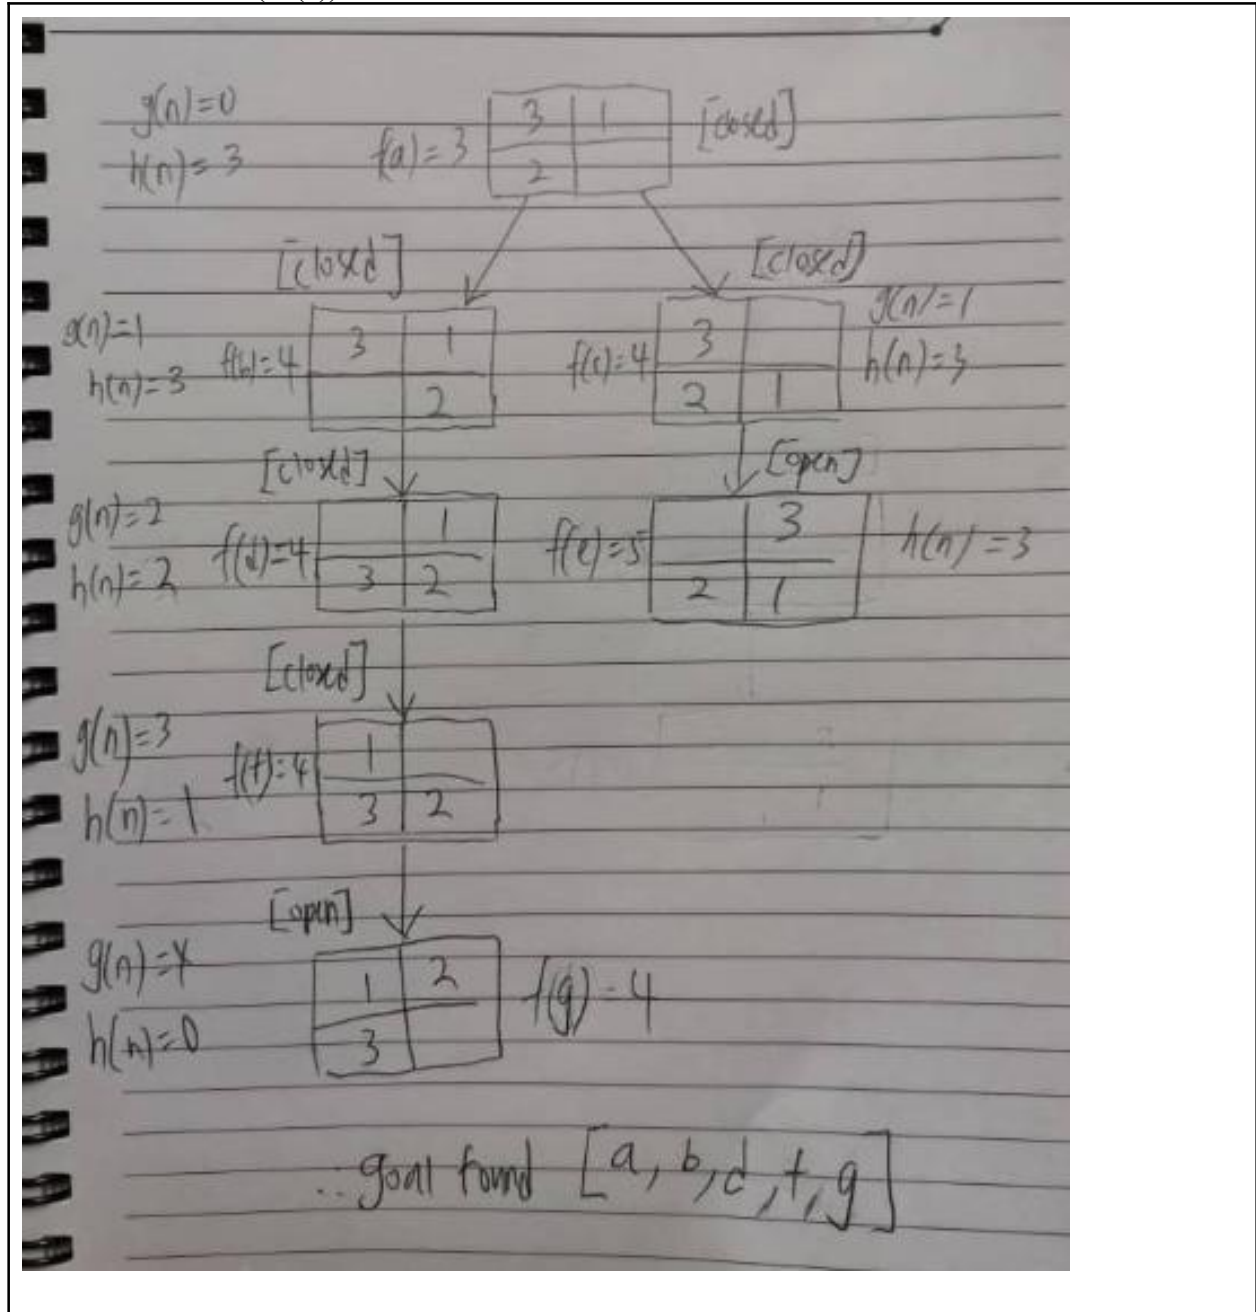 g(n)=0
h(n)=3
f(a)=3
3 1
2
[closed]
[closed]
[closed]
g(n)=1
h(n)=3
f(b)=4
3 1
2
f(c)=4
3
2 1
g(n)=1
h(n)=3
[closed]
[open]
g(n)=2
h(n)=2
f(d)=4
1
3 2
f(e)=5
3
2 1
h(n)=3
[closed]
g(n)=3
h(n)=1
f(f)=4
1
3 2
[open]
g(n)=4
h(n)=0
1 2
3
f(g)=4
∴ goal found [a, b, d, f, g]